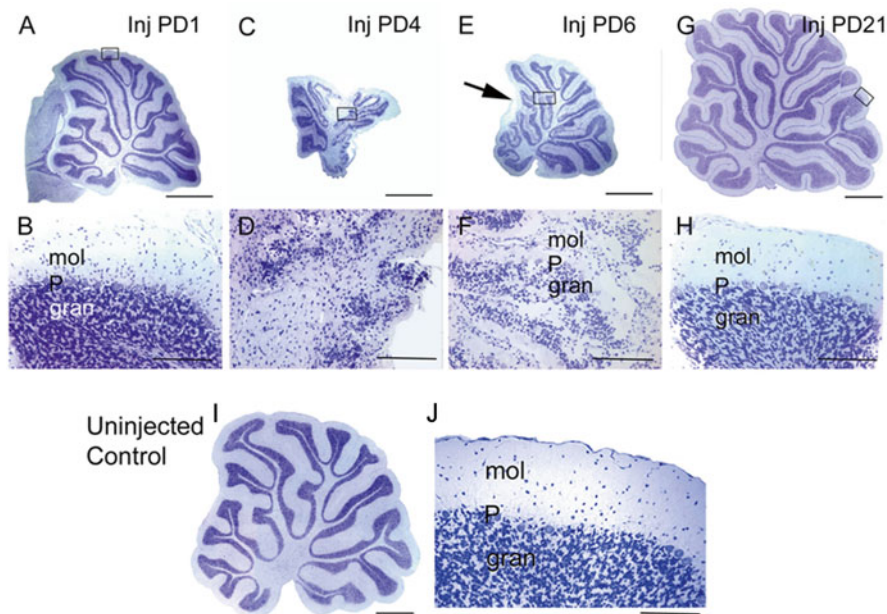 A Inj PD1
C Inj PD4
E Inj PD6
G Inj PD21
B
mol
P
gran
D
F
mol
P
gran
H
mol
P
gran
Uninjected
Control
I
J
mol
P
gran